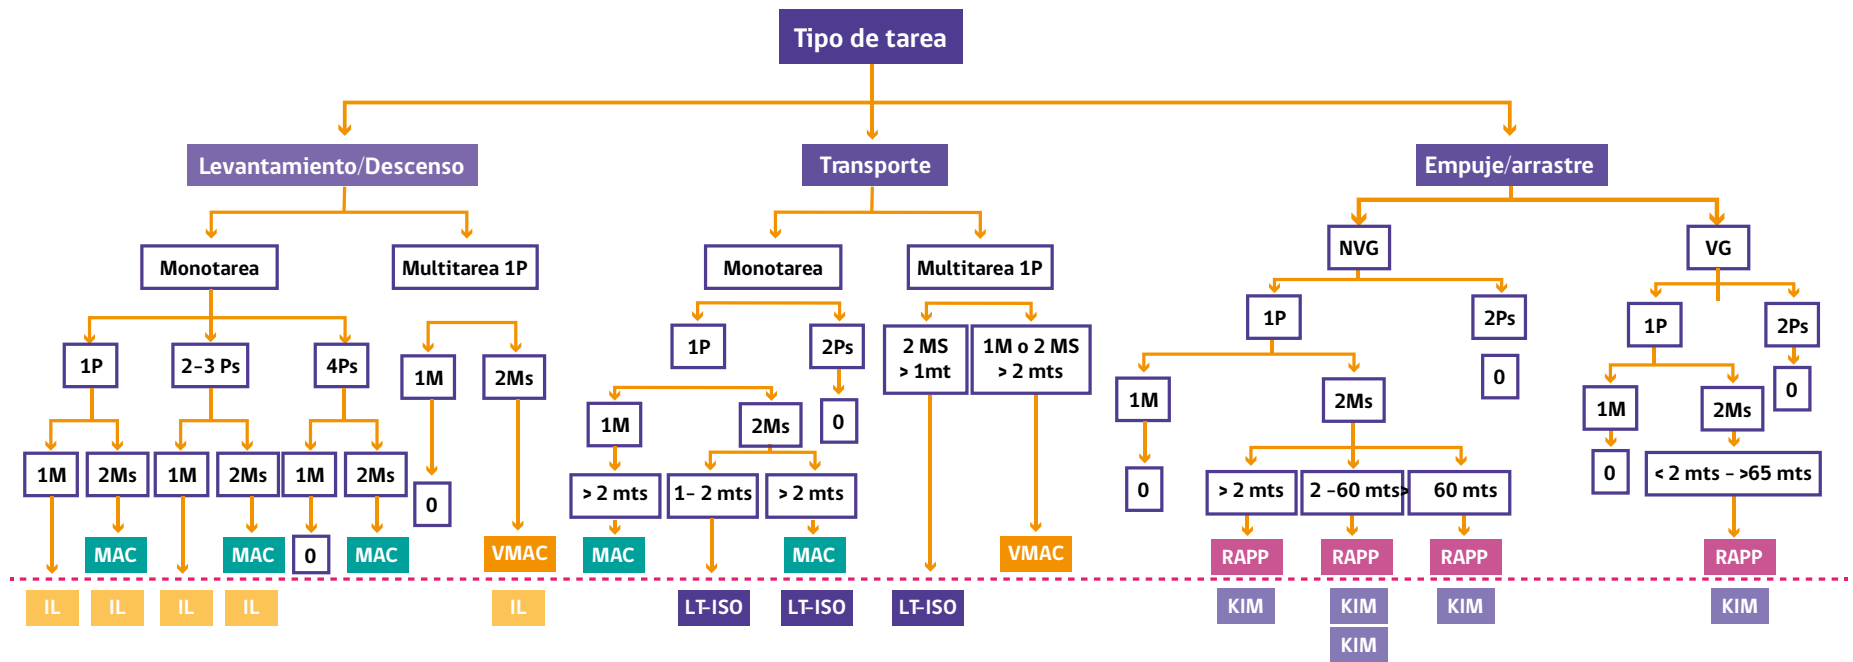 Tipo de tarea
Levantamiento/Descenso
Transporte
Empuje/arrastre
NVG
VG
Monotarea
Multitarea 1P
Monotarea
Multitarea 1P
1P
2Ps
1P
2Ps
1P
2-3 Ps
4Ps
1M
2Ms
1P
2Ps
2 MS
> 1mt
1M o 2 MS
> 2 mts
0
0
1M
2Ms
0
1M
2Ms
1M
2Ms
1M
2Ms
1M
2Ms
1M
2Ms
1M
2Ms
0
> 2 mts
1- 2 mts
> 2 mts
0
> 2 mts
2 -60 mts>
60 mts
0
< 2 mts - >65 mts
MAC
MAC
0
MAC
VMAC
MAC
MAC
VMAC
RAPP
RAPP
RAPP
RAPP
IL
IL
IL
IL
IL
LT-ISO
LT-ISO
LT-ISO
KIM
KIM
KIM
KIM
KIM